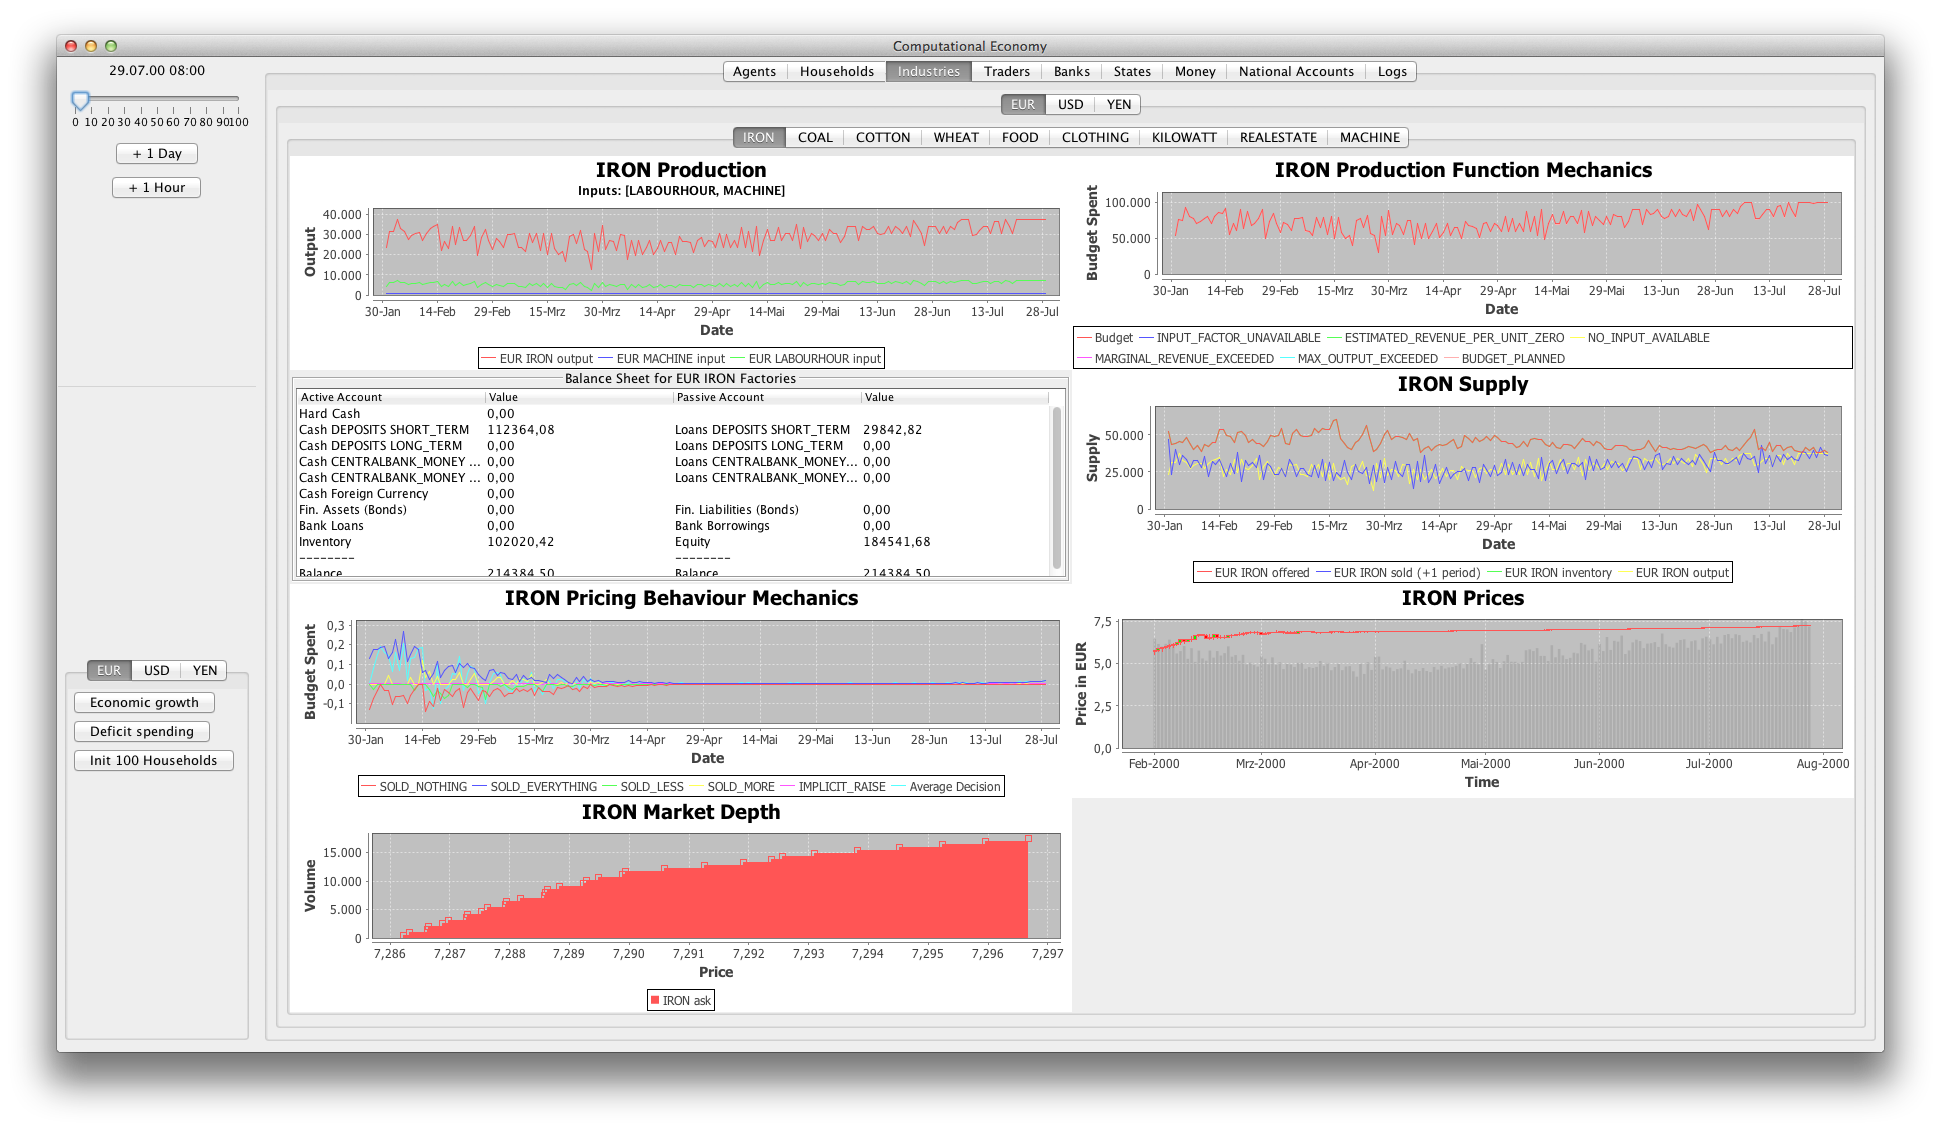 Computational Economy
29.07.00 08:00
0 10 20 30 40 50 60 70 80 90100
+ 1 Day
+ 1 Hour
Agents Households Industries Traders Banks States Money National Accounts Logs
EUR USD YEN
IRON COAL COTTON WHEAT FOOD CLOTHING KILOWATT REALESTATE MACHINE
IRON Production
Inputs: [LABOURHOUR, MACHINE]
Output
40.000
30.000
20.000
10.000
0
30-Jan 14-Feb 29-Feb 15-Mrz 30-Mrz 14-Apr 29-Apr 14-Mai 29-Mai 13-Jun 28-Jun 13-Jul 28-Jul
Date
EUR IRON output EUR MACHINE input EUR LABOURHOUR input
IRON Production Function Mechanics
Budget Spent
100.000
50.000
0
30-Jan 14-Feb 29-Feb 15-Mrz 30-Mrz 14-Apr 29-Apr 14-Mai 29-Mai 13-Jun 28-Jun 13-Jul 28-Jul
Date
Budget INPUT_FACTOR_UNAVAILABLE ESTIMATED_REVENUE_PER_UNIT_ZERO NO_INPUT_AVAILABLE
MARGINAL_REVENUE_EXCEEDED MAX_OUTPUT_EXCEEDED BUDGET_PLANNED
Balance Sheet for EUR IRON Factories
Active Account Value Passive Account Value
Hard Cash 0,00
Cash DEPOSITS SHORT_TERM 112364,08 Loans DEPOSITS SHORT_TERM 29842,82
Cash DEPOSITS LONG_TERM 0,00 Loans DEPOSITS LONG_TERM 0,00
Cash CENTRALBANK_MONEY ... 0,00 Loans CENTRALBANK_MONEY... 0,00
Cash CENTRALBANK_MONEY ... 0,00 Loans CENTRALBANK_MONEY... 0,00
Cash Foreign Currency 0,00
Fin. Assets (Bonds) 0,00 Fin. Liabilities (Bonds) 0,00
Bank Loans 0,00 Bank Borrowings 0,00
Inventory 102020,42 Equity 184541,68
-------- --------
Balance 214384,50 Balance 214384,50
IRON Supply
Supply
50.000
25.000
0
30-Jan 14-Feb 29-Feb 15-Mrz 30-Mrz 14-Apr 29-Apr 14-Mai 29-Mai 13-Jun 28-Jun 13-Jul 28-Jul
Date
EUR IRON offered EUR IRON sold (+1 period) EUR IRON inventory EUR IRON output
IRON Pricing Behaviour Mechanics
Budget Spent
0,3
0,2
0,1
0,0
-0,1
30-Jan 14-Feb 29-Feb 15-Mrz 30-Mrz 14-Apr 29-Apr 14-Mai 29-Mai 13-Jun 28-Jun 13-Jul 28-Jul
Date
SOLD_NOTHING SOLD_EVERYTHING SOLD_LESS SOLD_MORE IMPLICIT_RAISE Average Decision
IRON Prices
Price in EUR
7,5
5,0
2,5
0,0
Feb-2000 Mrz-2000 Apr-2000 Mai-2000 Jun-2000 Jul-2000 Aug-2000
Time
EUR USD YEN
Economic growth
Deficit spending
Init 100 Households
IRON Market Depth
Volume
15.000
10.000
5.000
0
7,286 7,287 7,288 7,289 7,290 7,291 7,292 7,293 7,294 7,295 7,296 7,297
Price
IRON ask